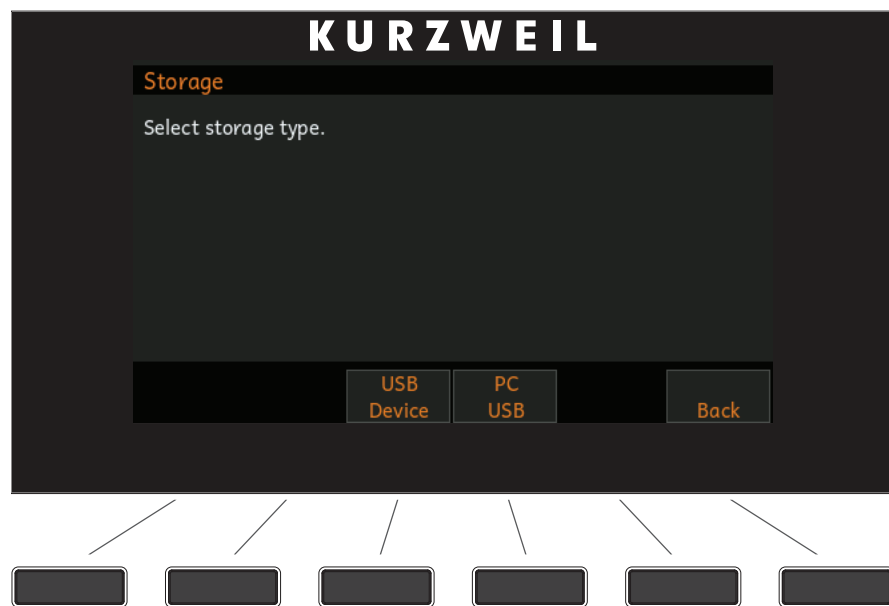 KURZWEIL
Storage
Select storage type.
USB Device
PC USB
Back